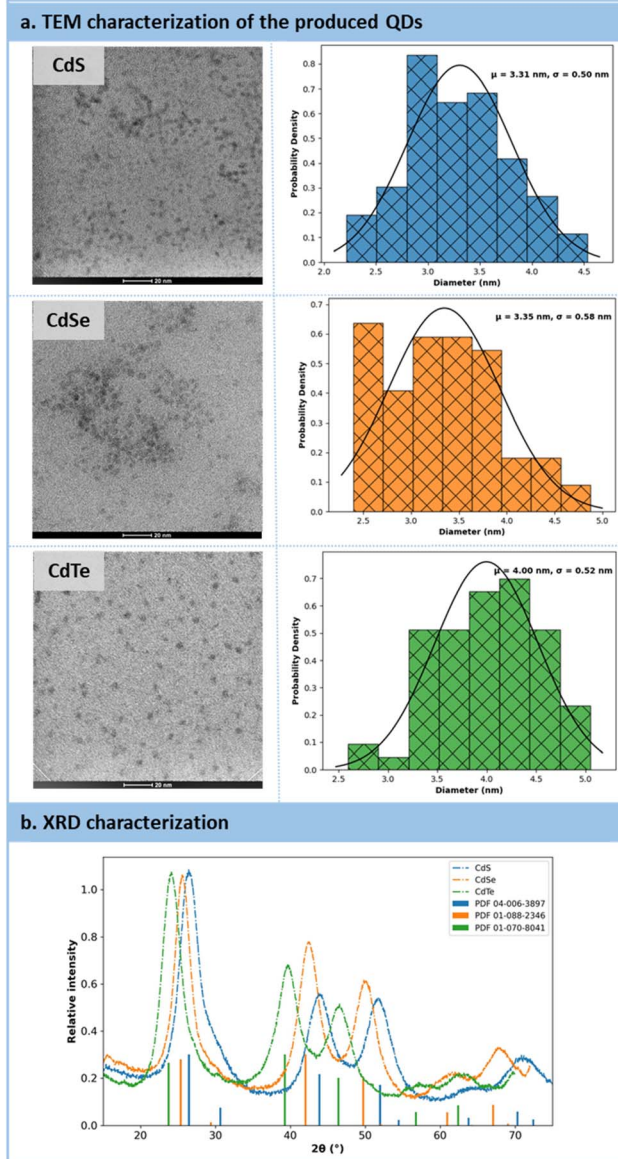 a. TEM characterization of the produced QDs
CdS
20 nm
μ = 3.31 nm, σ = 0.50 nm
Probability Density
0.8
0.7
0.6
0.5
0.4
0.3
0.2
0.1
0.0
2.0 2.5 3.0 3.5 4.0 4.5
Diameter (nm)
CdSe
20 nm
μ = 3.35 nm, σ = 0.58 nm
Probability Density
0.7
0.6
0.5
0.4
0.3
0.2
0.1
0.0
2.5 3.0 3.5 4.0 4.5 5.0
Diameter (nm)
CdTe
20 nm
μ = 4.00 nm, σ = 0.52 nm
Probability Density
0.7
0.6
0.5
0.4
0.3
0.2
0.1
0.0
2.5 3.0 3.5 4.0 4.5 5.0
Diameter (nm)
b. XRD characterization
CdS
CdSe
CdTe
PDF 04-006-3897
PDF 01-088-2346
PDF 01-070-8041
Relative intensity
1.0
0.8
0.6
0.4
0.2
0.0
20 30 40 50 60 70
2θ (°)